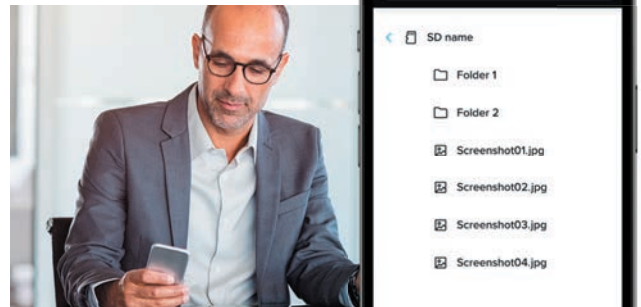 SD name
Folder 1
Folder 2
Screenshot01.jpg
Screenshot02.jpg
Screenshot03.jpg
Screenshot04.jpg